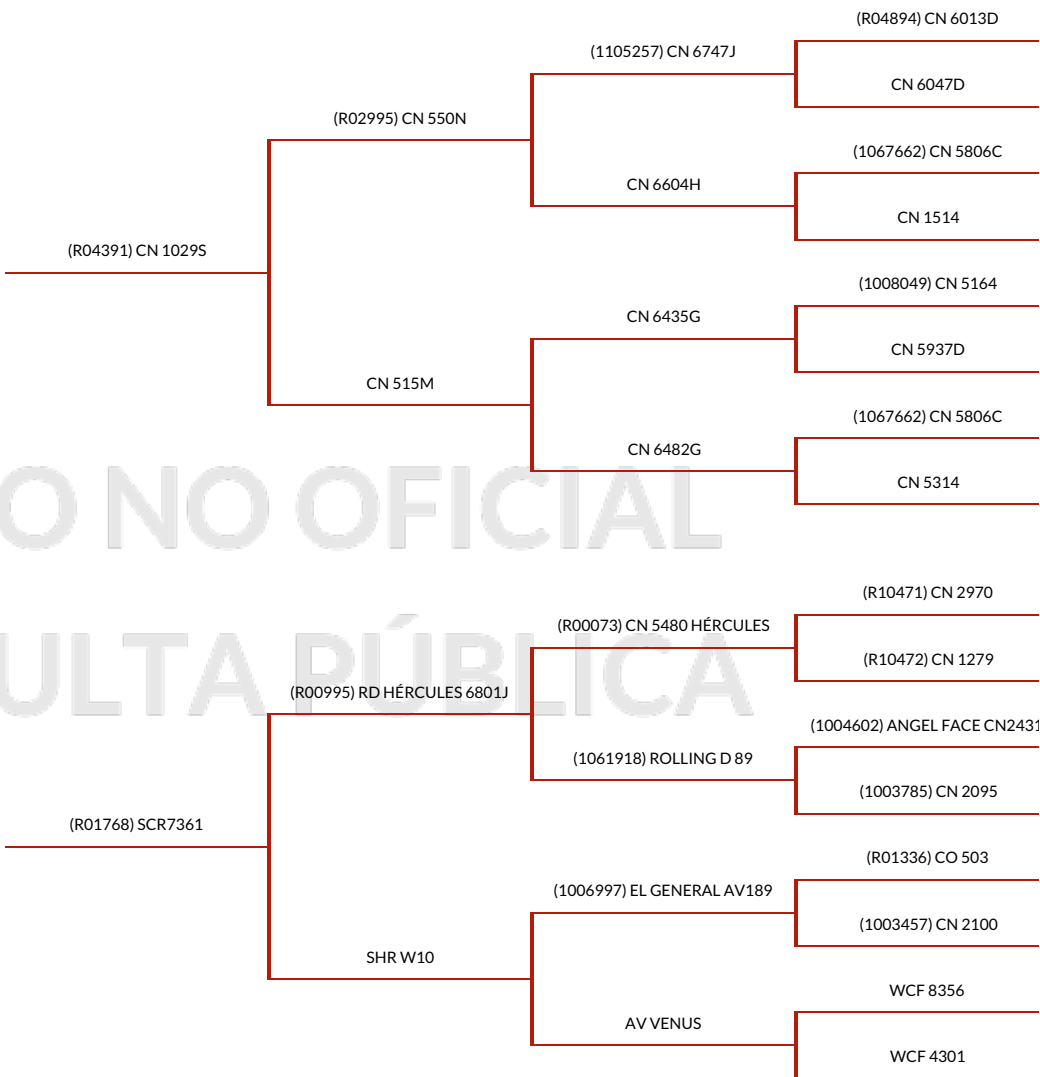 (R04894) CN 6013D
(1105257) CN 6747J
CN 6047D
(R02995) CN 550N
(1067662) CN 5806C
CN 6604H
CN 1514
(R04391) CN 1029S
(1008049) CN 5164
CN 6435G
CN 5937D
CN 515M
(1067662) CN 5806C
CN 6482G
CN 5314
O NO OFICIAL
(R10471) CN 2970
(R00073) CN 5480 HÉRCULES
(R10472) CN 1279
ULTA PÚBLICA
(R00995) RD HÉRCULES 6801J
(1004602) ANGEL FACE CN2431
(1061918) ROLLING D 89
(1003785) CN 2095
(R01768) SCR7361
(R01336) CO 503
(1006997) EL GENERAL AV189
(1003457) CN 2100
SHR W10
WCF 8356
AV VENUS
WCF 4301